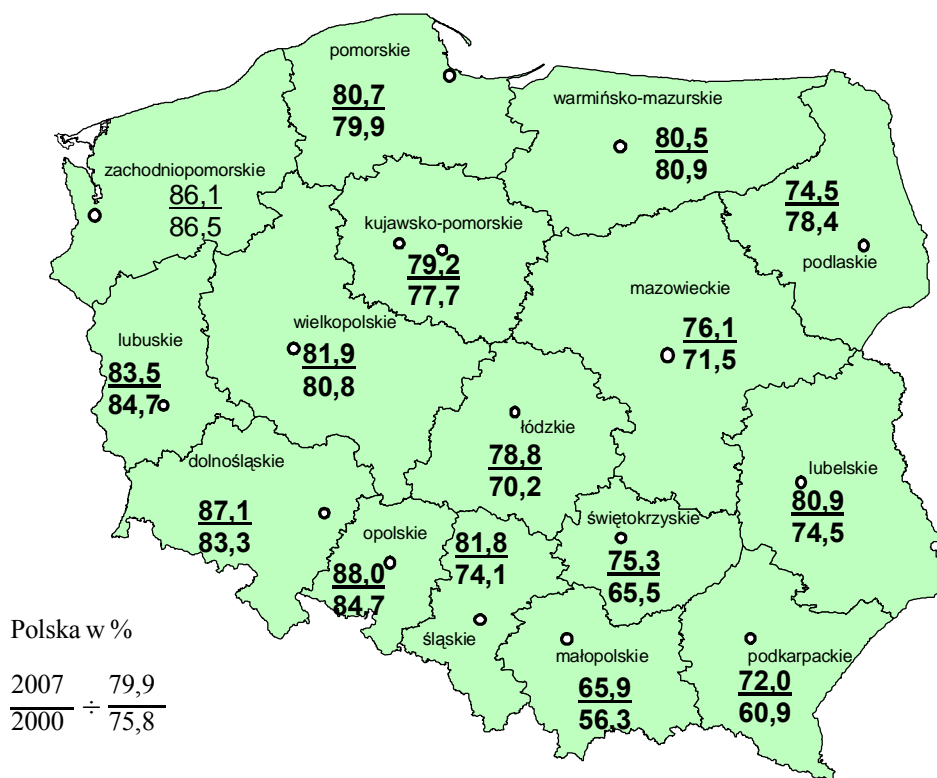 pomorskie
80,7
79,9
warmińsko-mazurskie
80,5
80,9
zachodniopomorskie
86,1
86,5
kujawsko-pomorskie
79,2
77,7
74,5
78,4
podlaskie
mazowieckie
76,1
71,5
wielkopolskie
81,9
80,8
lubuskie
83,5
84,7
łódzkie
78,8
70,2
dolnośląskie
87,1
83,3
lubelskie
80,9
74,5
opolskie
88,0
84,7
81,8
74,1
śląskie
świętokrzyskie
75,3
65,5
małopolskie
65,9
56,3
podkarpackie
72,0
60,9
Polska w %
2007 ÷ 79,9
2000 75,8